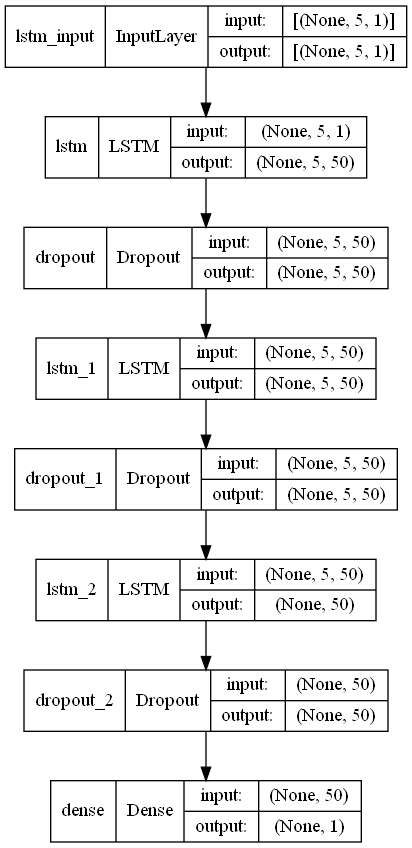 lstm_input InputLayer input: [(None, 5, 1)]
output: [(None, 5, 1)]
lstm LSTM input: (None, 5, 1)
output: (None, 5, 50)
dropout Dropout input: (None, 5, 50)
output: (None, 5, 50)
lstm_1 LSTM input: (None, 5, 50)
output: (None, 5, 50)
dropout_1 Dropout input: (None, 5, 50)
output: (None, 5, 50)
lstm_2 LSTM input: (None, 5, 50)
output: (None, 50)
dropout_2 Dropout input: (None, 50)
output: (None, 50)
dense Dense input: (None, 50)
output: (None, 1)